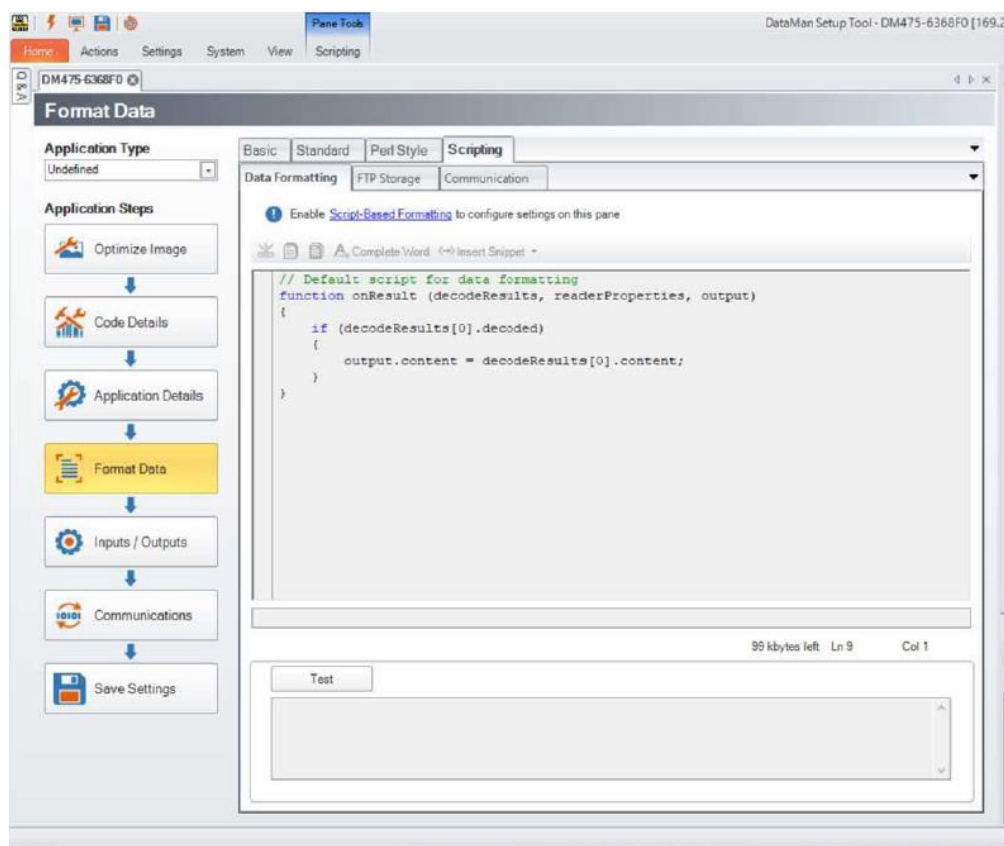 Pane Tools
DataMan Setup Tool - DM475-6368F0 [169.2
Home Actions Settings System View Scripting
Q & A
DM475-6368F0
Format Data
Application Type
Undefined
Application Steps
Optimize Image
Code Details
Application Details
Format Data
Inputs / Outputs
Communications
Save Settings
Basic Standard Perl Style Scripting
Data Formatting FTP Storage Communication
Enable Script-Based Formatting to configure settings on this pane
Complete Word Insert Snippet
// Default script for data formatting
function onResult (decodeResults, readerProperties, output)
{
if (decodeResults[0].decoded)
{
output.content = decodeResults[0].content;
}
}
99 kbytes left Ln 9 Col 1
Test